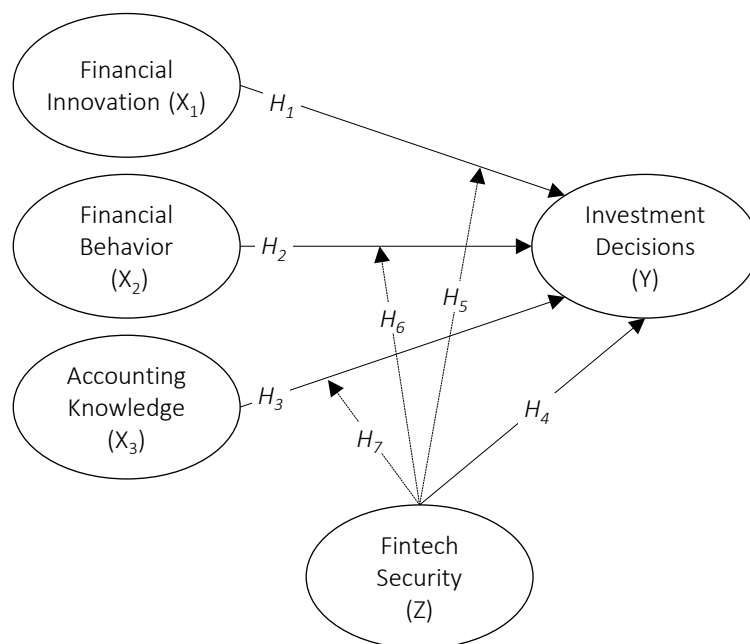 Financial
Innovation (X₁)
H₁
Financial
Behavior
(X₂)
H₂
Investment
Decisions
(Y)
H₅
H₆
Accounting
Knowledge
(X₃)
H₃
H₄
H₇
Fintech
Security
(Z)